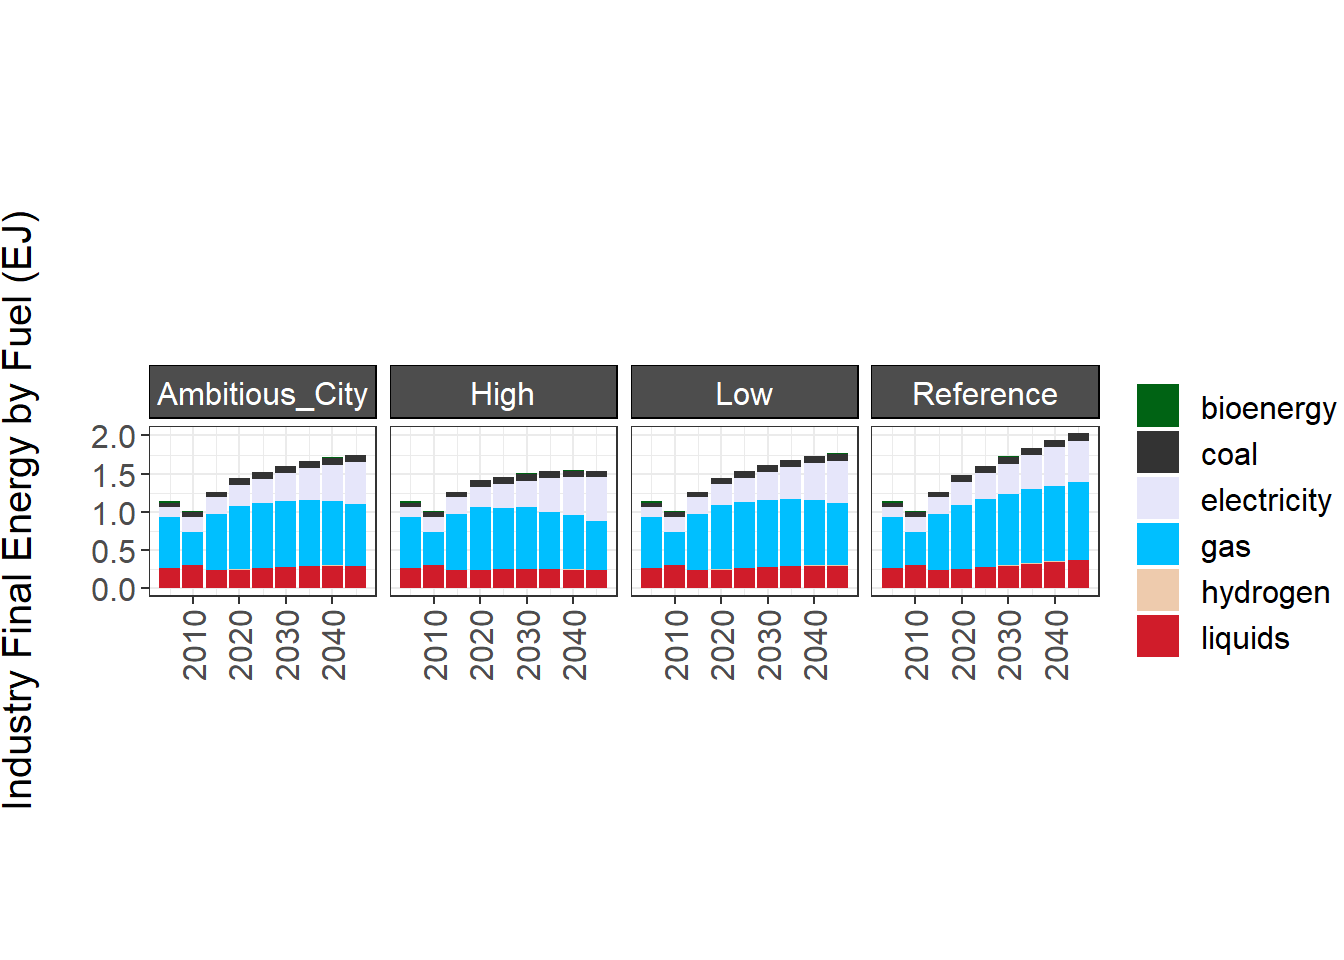 Industry Final Energy by Fuel (EJ)
Ambitious_City
High
Low
Reference
2.0
1.5
1.0
0.5
0.0
2010
2020
2030
2040
2010
2020
2030
2040
2010
2020
2030
2040
2010
2020
2030
2040
bioenergy
coal
electricity
gas
hydrogen
liquids